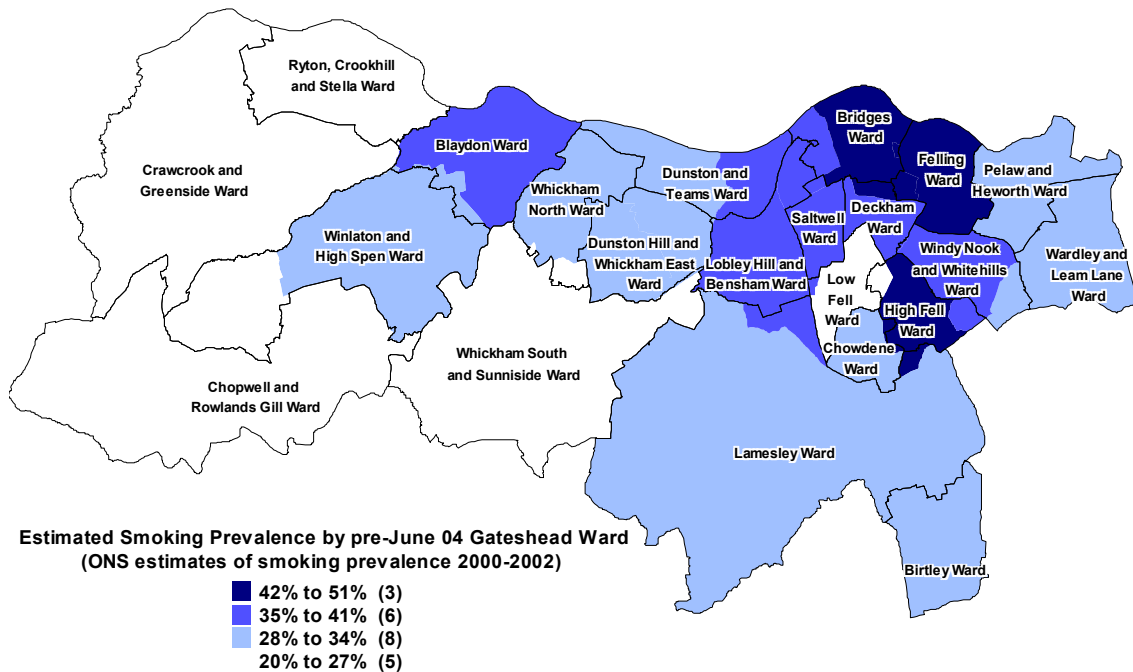 Ryton, Crookhill
and Stella Ward
Bridges
Ward
Blaydon Ward
Felling
Ward
Crawcrook and
Greenside Ward
Pelaw and
Heworth Ward
Whickham
North Ward
Dunston and
Teams Ward
Deckham
Ward
Saltwell
Ward
Winlaton and
High Spen Ward
Dunston Hill and
Whickham East
Ward
Windy Nook
and Whitehills
Ward
Wardley and
Leam Lane
Ward
Lobley Hill and
Bensham Ward
Low
Fell
Ward
High Fell
Ward
Chowdene
Ward
Whickham South
and Sunniside Ward
Chopwell and
Rowlands Gill Ward
Lamesley Ward
Birtley Ward
Estimated Smoking Prevalence by pre-June 04 Gateshead Ward
(ONS estimates of smoking prevalence 2000-2002)
42% to 51% (3)
35% to 41% (6)
28% to 34% (8)
20% to 27% (5)